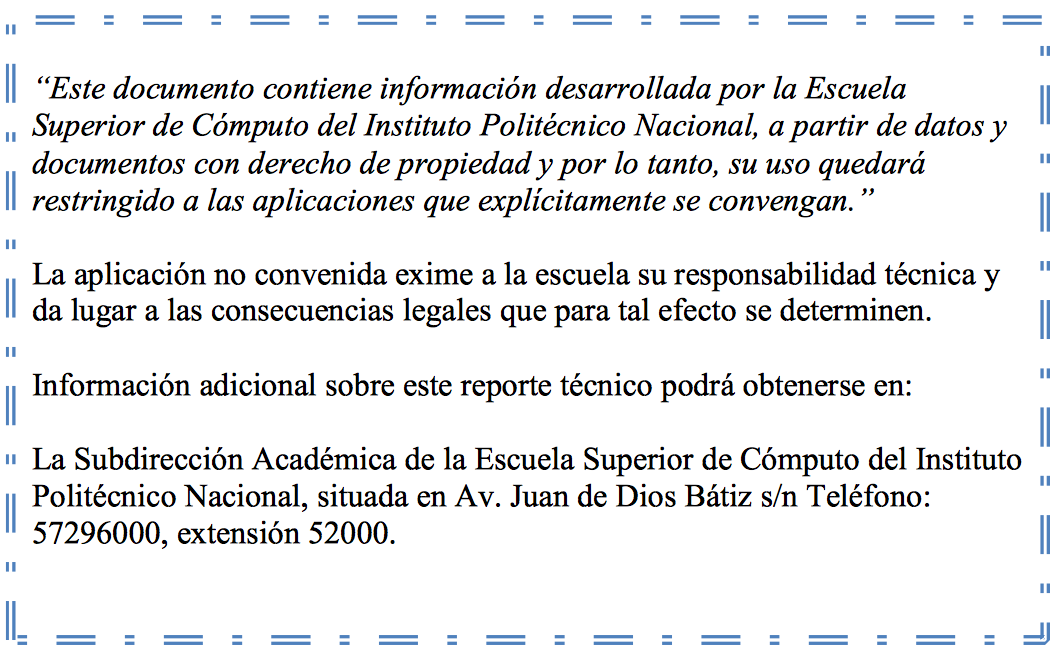 “Este documento contiene información desarrollada por la Escuela
Superior de Cómputo del Instituto Politécnico Nacional, a partir de datos y
documentos con derecho de propiedad y por lo tanto, su uso quedará
restringido a las aplicaciones que explícitamente se convengan.”
La aplicación no convenida exime a la escuela su responsabilidad técnica y
da lugar a las consecuencias legales que para tal efecto se determinen.
Información adicional sobre este reporte técnico podrá obtenerse en:
La Subdirección Académica de la Escuela Superior de Cómputo del Instituto
Politécnico Nacional, situada en Av. Juan de Dios Bátiz s/n Teléfono:
57296000, extensión 52000.